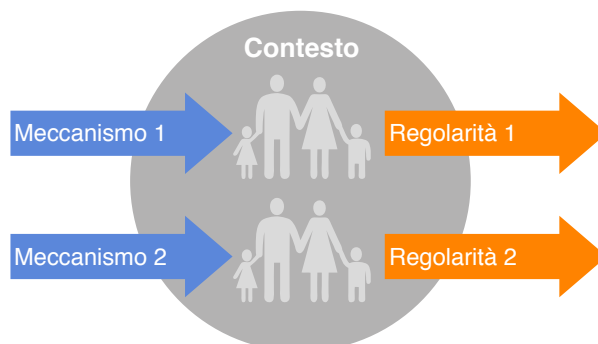 Contesto
Meccanismo 1
Regolarità 1
Meccanismo 2
Regolarità 2